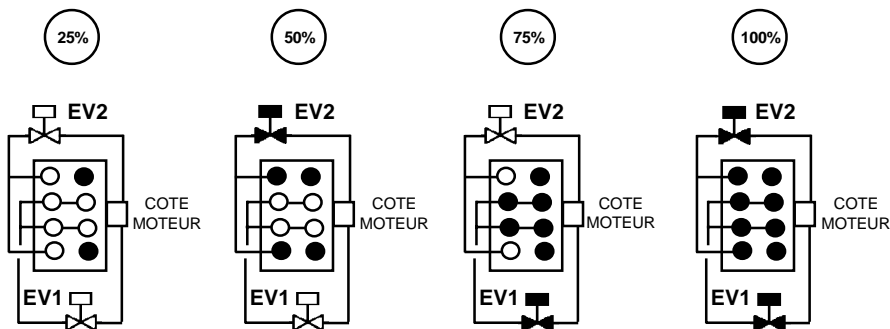 25% 50% 75% 100%
EV2 EV2 EV2 EV2
COTE MOTEUR COTE MOTEUR COTE MOTEUR COTE MOTEUR
EV1 EV1 EV1 EV1